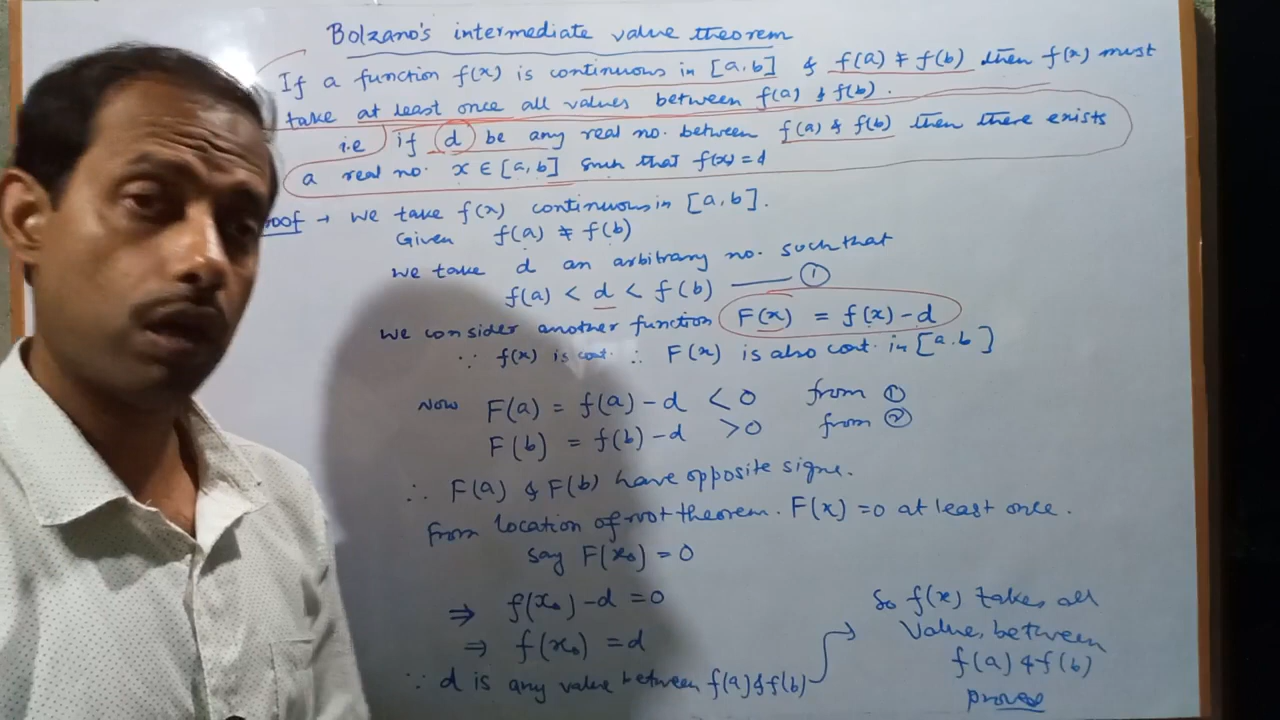 Bolzano's intermediate value theorem
If a function f(x) is continuous in [a,b] & f(a) ≠ f(b) then f(x) must
take at least once all values between f(a) & f(b).
i.e if d be any real no. between f(a) & f(b) then there exists
a real no. x ∈ [a,b] such that f(x)=d
oof → we take f(x) continuous in [a,b].
Given f(a) ≠ f(b)
we take d an arbitrary no. such that
f(a) < d < f(b) —— ①
we consider another function F(x) = f(x)-d
∵ f(x) is cont. ∴ F(x) is also cont. in [a.b]
Now F(a) = f(a)-d < 0 from ①
F(b) = f(b)-d >0 from ②
∴ F(a) & F(b) have opposite signs.
From location of root theorem. F(x) =0 at least once.
say F(x₀) = 0
⇒ f(x₀)-d =0
⇒ f(x₀) =d
∵ d is any value between f(a) & f(b)
So f(x) takes all
value, between
f(a) & f(b)
proved